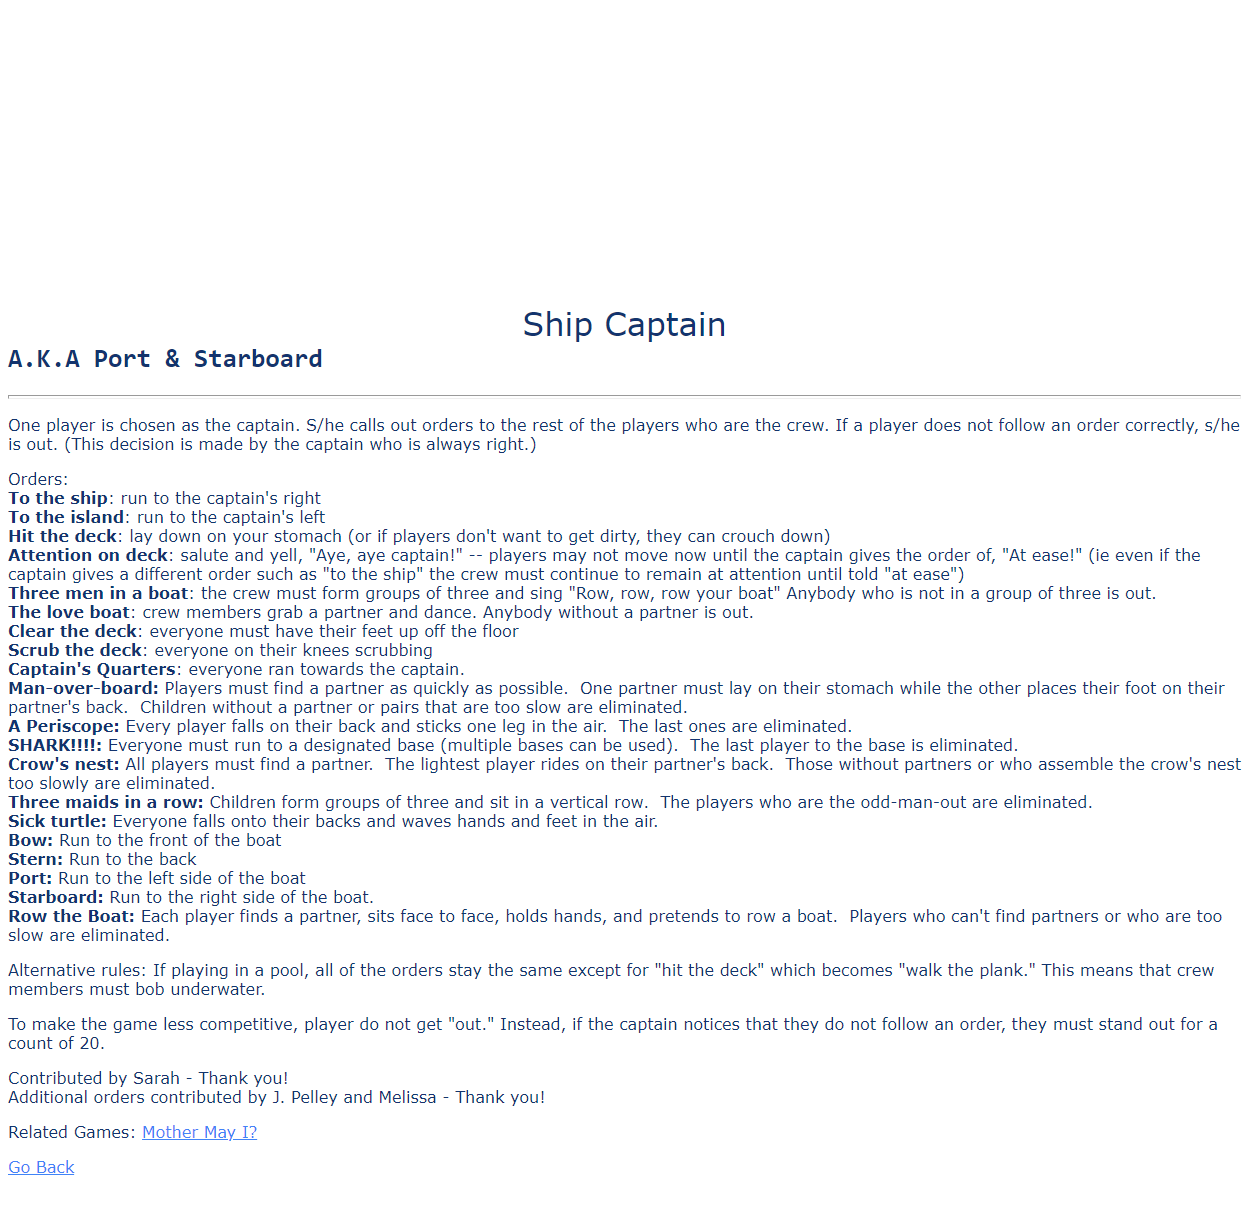 Ship Captain
A.K.A Port & Starboard
One player is chosen as the captain. S/he calls out orders to the rest of the players who are the crew. If a player does not follow an order correctly, s/he
is out. (This decision is made by the captain who is always right.)
Orders:
To the ship: run to the captain's right
To the island: run to the captain's left
Hit the deck: lay down on your stomach (or if players don't want to get dirty, they can crouch down)
Attention on deck: salute and yell, "Aye, aye captain!" -- players may not move now until the captain gives the order of, "At ease!" (ie even if the
captain gives a different order such as "to the ship" the crew must continue to remain at attention until told "at ease")
Three men in a boat: the crew must form groups of three and sing "Row, row, row your boat" Anybody who is not in a group of three is out.
The love boat: crew members grab a partner and dance. Anybody without a partner is out.
Clear the deck: everyone must have their feet up off the floor
Scrub the deck: everyone on their knees scrubbing
Captain's Quarters: everyone ran towards the captain.
Man-over-board: Players must find a partner as quickly as possible.  One partner must lay on their stomach while the other places their foot on their
partner's back.  Children without a partner or pairs that are too slow are eliminated.
A Periscope: Every player falls on their back and sticks one leg in the air.  The last ones are eliminated.
SHARK!!!!: Everyone must run to a designated base (multiple bases can be used).  The last player to the base is eliminated.
Crow's nest: All players must find a partner.  The lightest player rides on their partner's back.  Those without partners or who assemble the crow's nest
too slowly are eliminated.
Three maids in a row: Children form groups of three and sit in a vertical row.  The players who are the odd-man-out are eliminated.
Sick turtle: Everyone falls onto their backs and waves hands and feet in the air.
Bow: Run to the front of the boat
Stern: Run to the back
Port: Run to the left side of the boat
Starboard: Run to the right side of the boat.
Row the Boat: Each player finds a partner, sits face to face, holds hands, and pretends to row a boat.  Players who can't find partners or who are too
slow are eliminated.
Alternative rules: If playing in a pool, all of the orders stay the same except for "hit the deck" which becomes "walk the plank." This means that crew
members must bob underwater.
To make the game less competitive, player do not get "out." Instead, if the captain notices that they do not follow an order, they must stand out for a
count of 20.
Contributed by Sarah - Thank you!
Additional orders contributed by J. Pelley and Melissa - Thank you!
Related Games: Mother May I?
Go Back